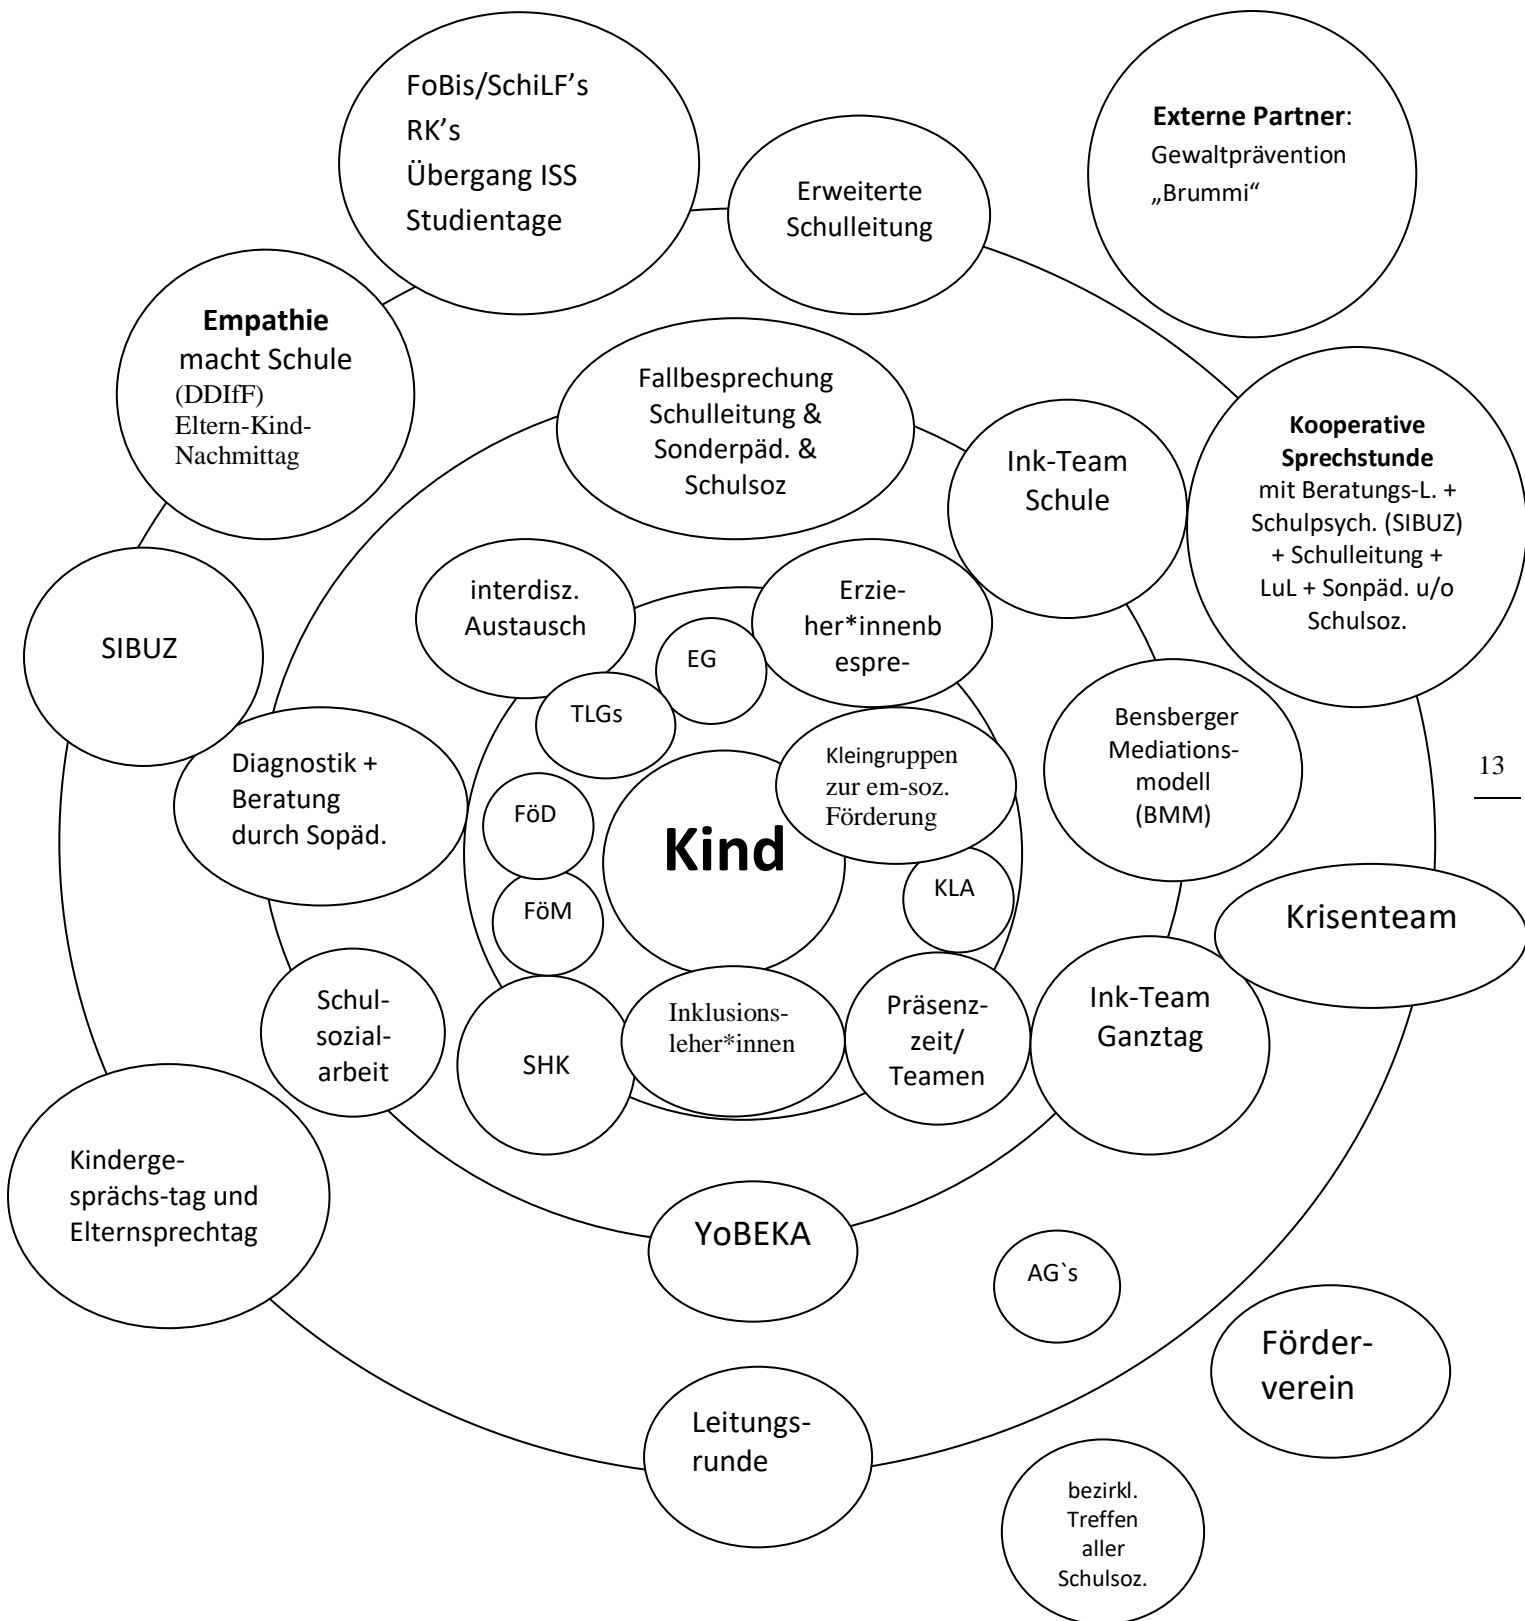 FoBis/SchiLF’s
RK’s
Übergang ISS
Studientage
Externe Partner:
Gewaltprävention
„Brummi“
Erweiterte
Schulleitung
Empathie
macht Schule
(DDIfF)
Eltern-Kind-
Nachmittag
Fallbesprechung
Schulleitung &
Sonderpäd. &
Schulsoz
Ink-Team
Schule
Kooperative
Sprechstunde
mit Beratungs-L. +
Schulpsych. (SIBUZ)
+ Schulleitung +
LuL + Sonpäd. u/o
Schulsoz.
interdisz.
Austausch
Erzie-
her*innenb
espre-
SIBUZ
EG
TLGs
Bensberger
Mediations-
modell
(BMM)
Diagnostik +
Beratung
durch Sopäd.
Kleingruppen
zur em-soz.
Förderung
13
FöD
Kind
KLA
FöM
Krisenteam
Schul-
sozial-
arbeit
SHK
Inklusions-
leher*innen
Präsenz-
zeit/
Teamen
Ink-Team
Ganztag
Kinderge-
sprächs-tag und
Elternsprechtag
YoBEKA
AG`s
Förder-
verein
Leitungs-
runde
bezirkl.
Treffen
aller
Schulsoz.